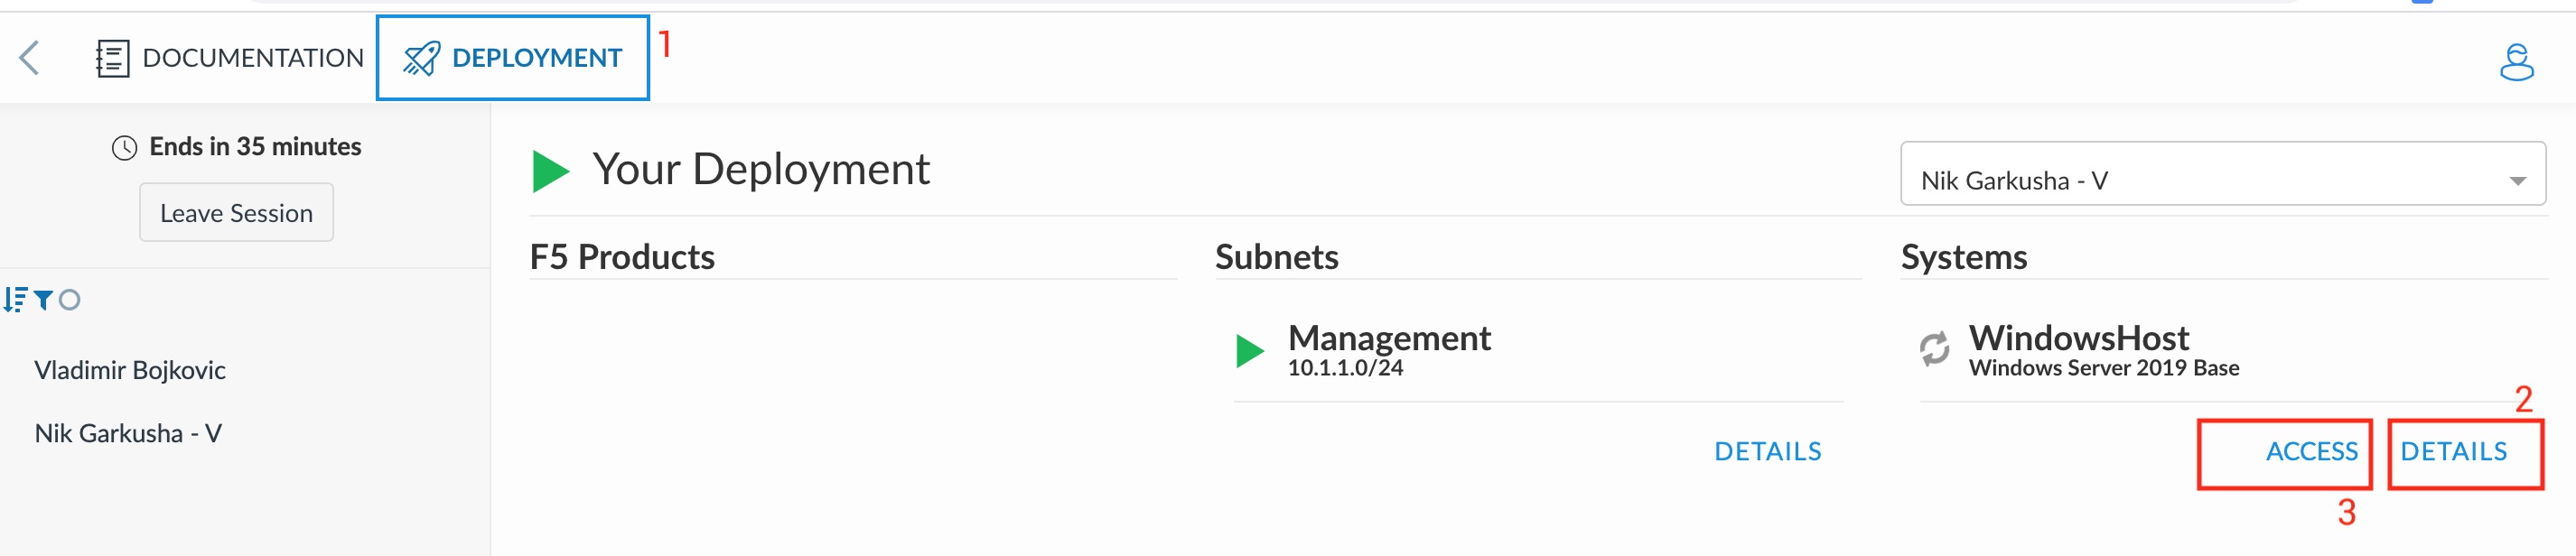 DOCUMENTATION
DEPLOYMENT
1
Ends in 35 minutes
Leave Session
Vladimir Bojkovic
Nik Garkusha - V
Your Deployment
Nik Garkusha - V
F5 Products
Subnets
Management
10.1.1.0/24
DETAILS
Systems
WindowsHost
Windows Server 2019 Base
2
ACCESS
DETAILS
3